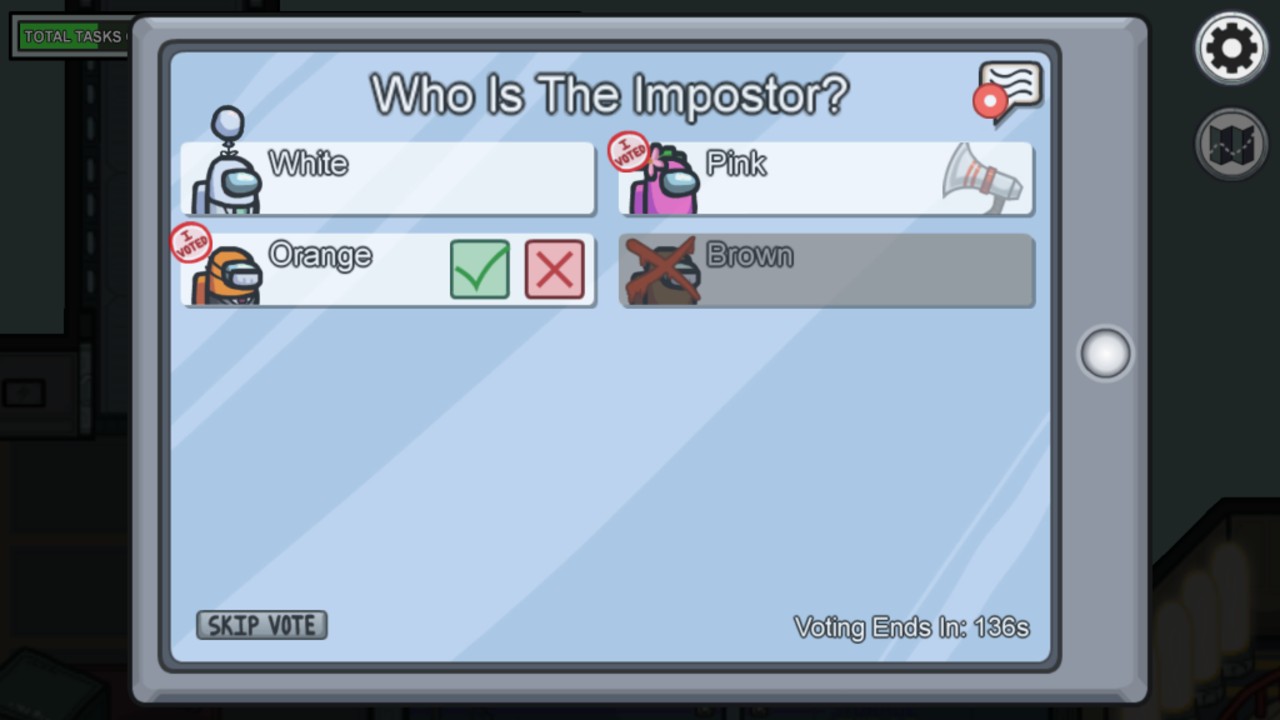 TOTAL TASKS
Who Is The Impostor?
White
I VOTED
Pink
I VOTED
Orange
Brown
SKIP VOTE
Voting Ends In: 136s